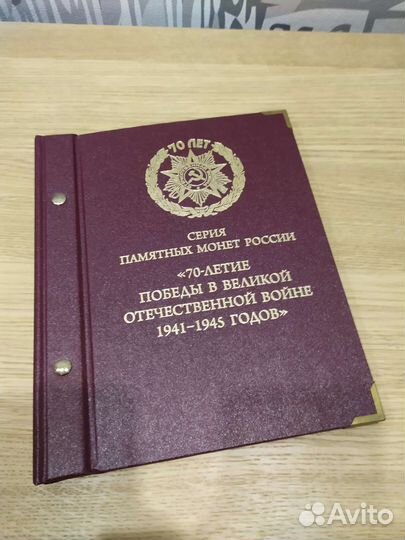 70 ЛЕТ
СЕРИЯ
ПАМЯТНЫХ МОНЕТ РОССИИ
«70-ЛЕТИЕ
ПОБЕДЫ В ВЕЛИКОЙ
ОТЕЧЕСТВЕННОЙ ВОЙНЕ
1941–1945 ГОДОВ»
Avito